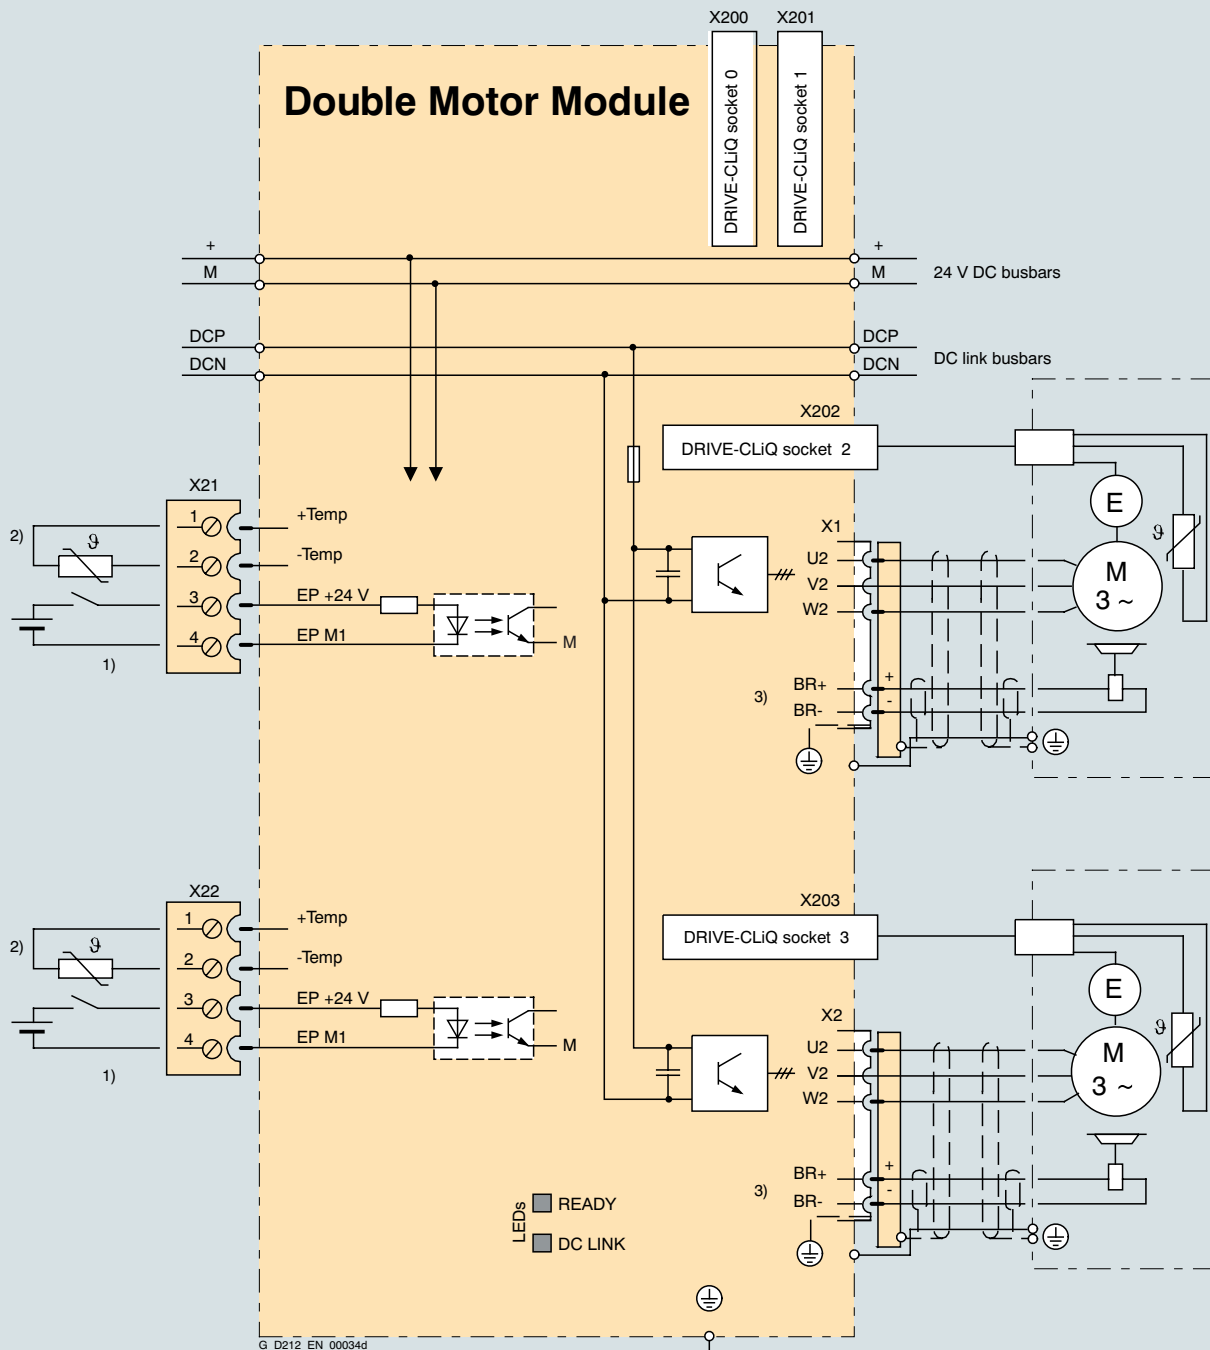 X200 X201
Double Motor Module
DRIVE-CLiQ socket 0
DRIVE-CLiQ socket 1
+ +
M M 24 V DC busbars
DCP DCP
DCN DCN DC link busbars
X202
DRIVE-CLiQ socket 2
X21
1 +Temp
2) ϑ
2 -Temp
3 EP +24 V
4 EP M1
1)
M
X1
U2
V2
W2
E
M
3 ~
ϑ
3) BR+ +
BR- -
X22
1 +Temp
2) ϑ
2 -Temp
3 EP +24 V
4 EP M1
1)
M
X203
DRIVE-CLiQ socket 3
X2
U2
V2
W2
E
M
3 ~
ϑ
3) BR+ +
BR- -
LEDs
READY
DC LINK
G_D212_EN_00034d